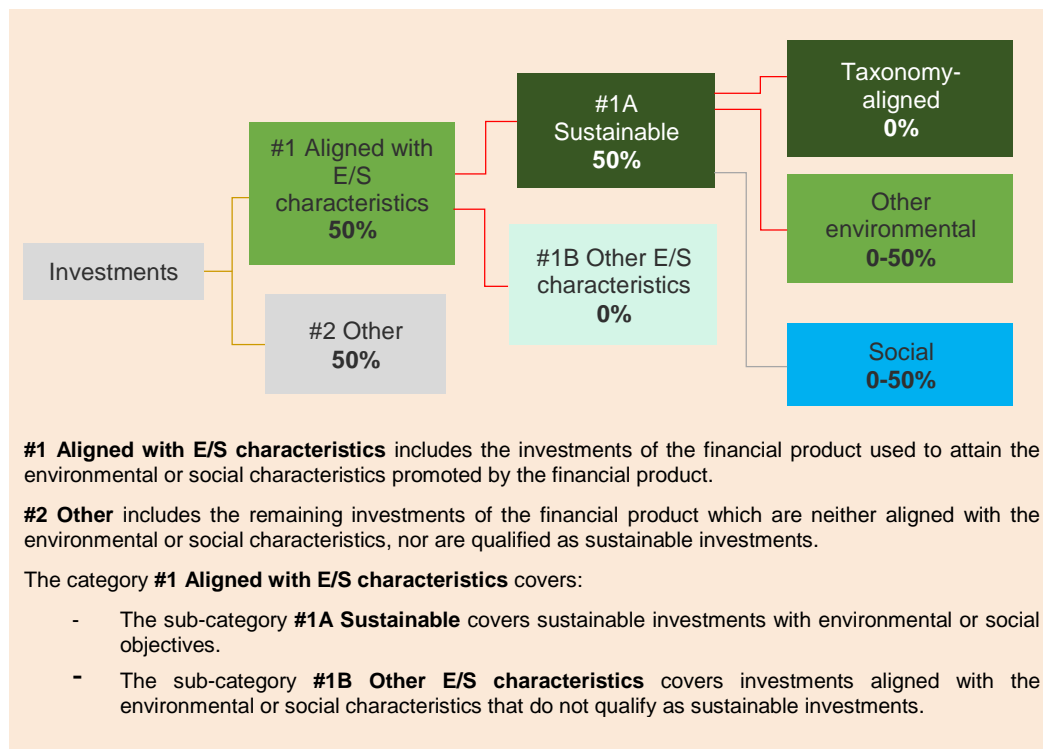 Investments
#1 Aligned with
E/S
characteristics
50%
#2 Other
50%
#1A
Sustainable
50%
#1B Other E/S
characteristics
0%
Taxonomy-
aligned
0%
Other
environmental
0-50%
Social
0-50%
#1 Aligned with E/S characteristics includes the investments of the financial product used to attain the
environmental or social characteristics promoted by the financial product.
#2 Other includes the remaining investments of the financial product which are neither aligned with the
environmental or social characteristics, nor are qualified as sustainable investments.
The category #1 Aligned with E/S characteristics covers:
- The sub-category #1A Sustainable covers sustainable investments with environmental or social
objectives.
- The sub-category #1B Other E/S characteristics covers investments aligned with the
environmental or social characteristics that do not qualify as sustainable investments.